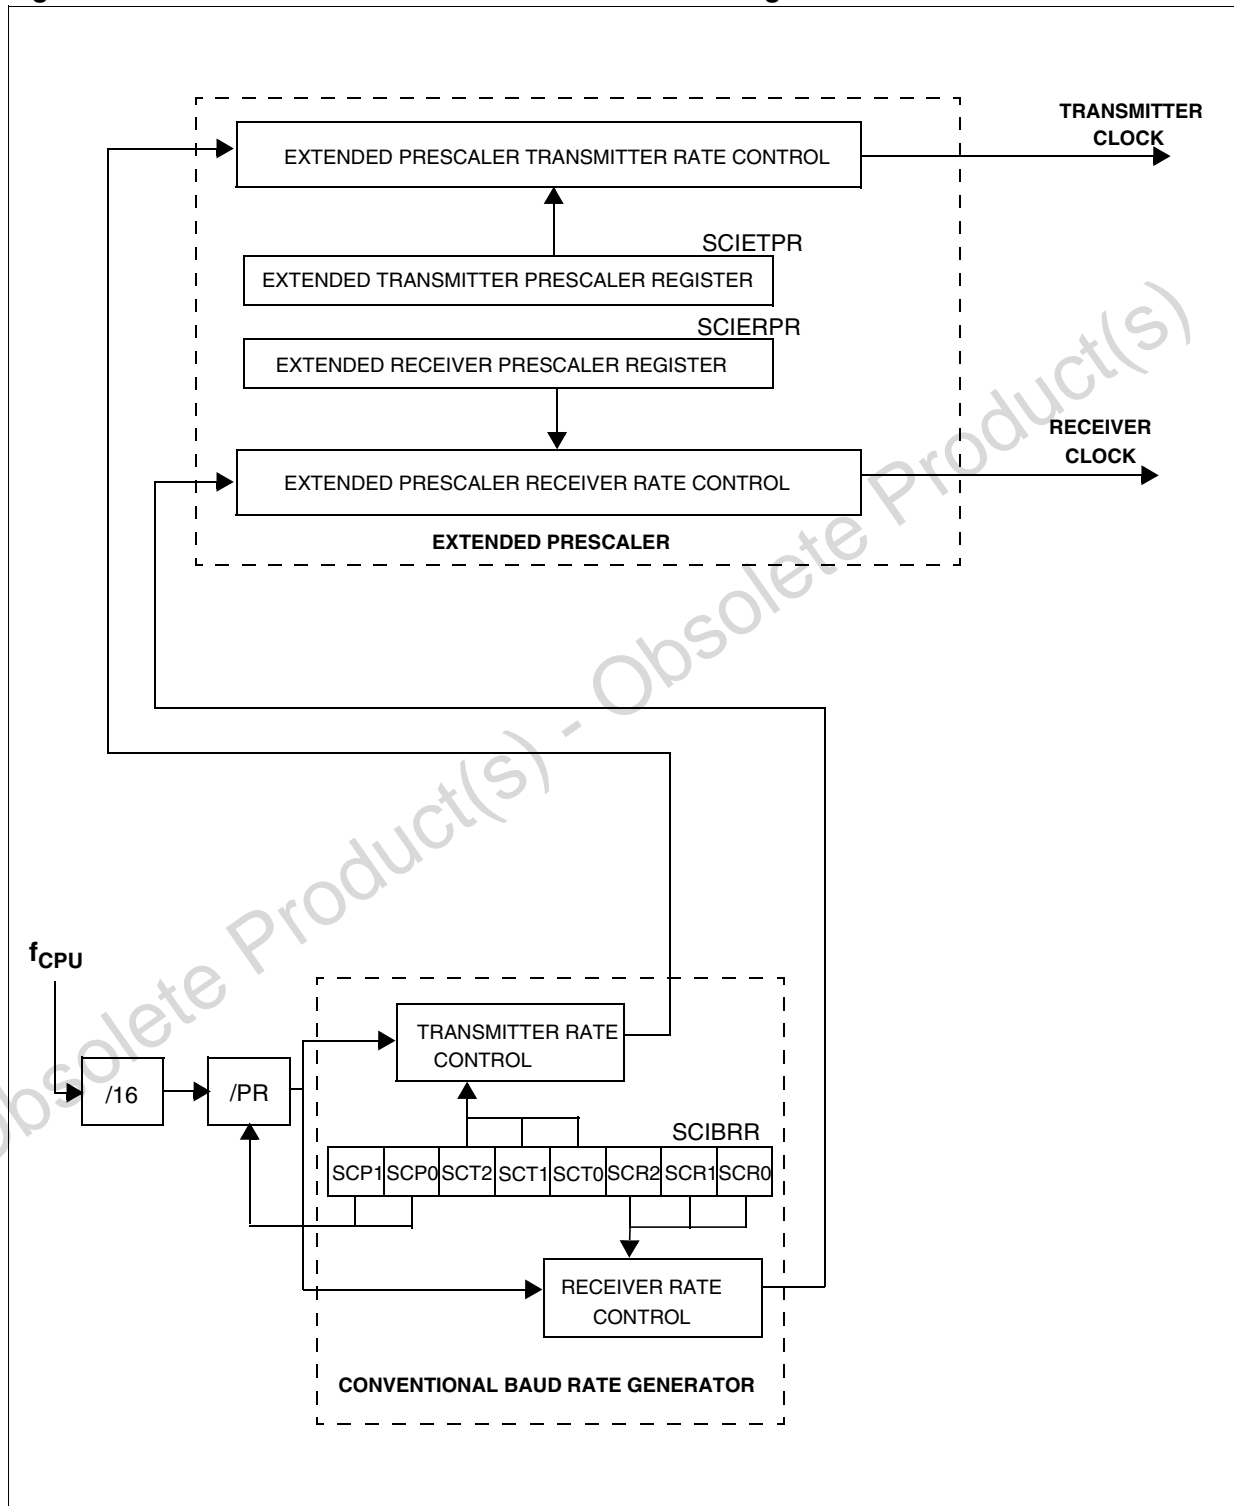 TRANSMITTER
CLOCK
EXTENDED PRESCALER TRANSMITTER RATE CONTROL
SCIETPR
EXTENDED TRANSMITTER PRESCALER REGISTER
SCIERPR
EXTENDED RECEIVER PRESCALER REGISTER
RECEIVER
CLOCK
EXTENDED PRESCALER RECEIVER RATE CONTROL
EXTENDED PRESCALER
fCPU
TRANSMITTER RATE
CONTROL
/16
/PR
SCIBRR
SCP1 SCP0 SCT2 SCT1 SCT0 SCR2 SCR1 SCR0
RECEIVER RATE
CONTROL
CONVENTIONAL BAUD RATE GENERATOR
Obsolete Product(s) - Obsolete Product(s)